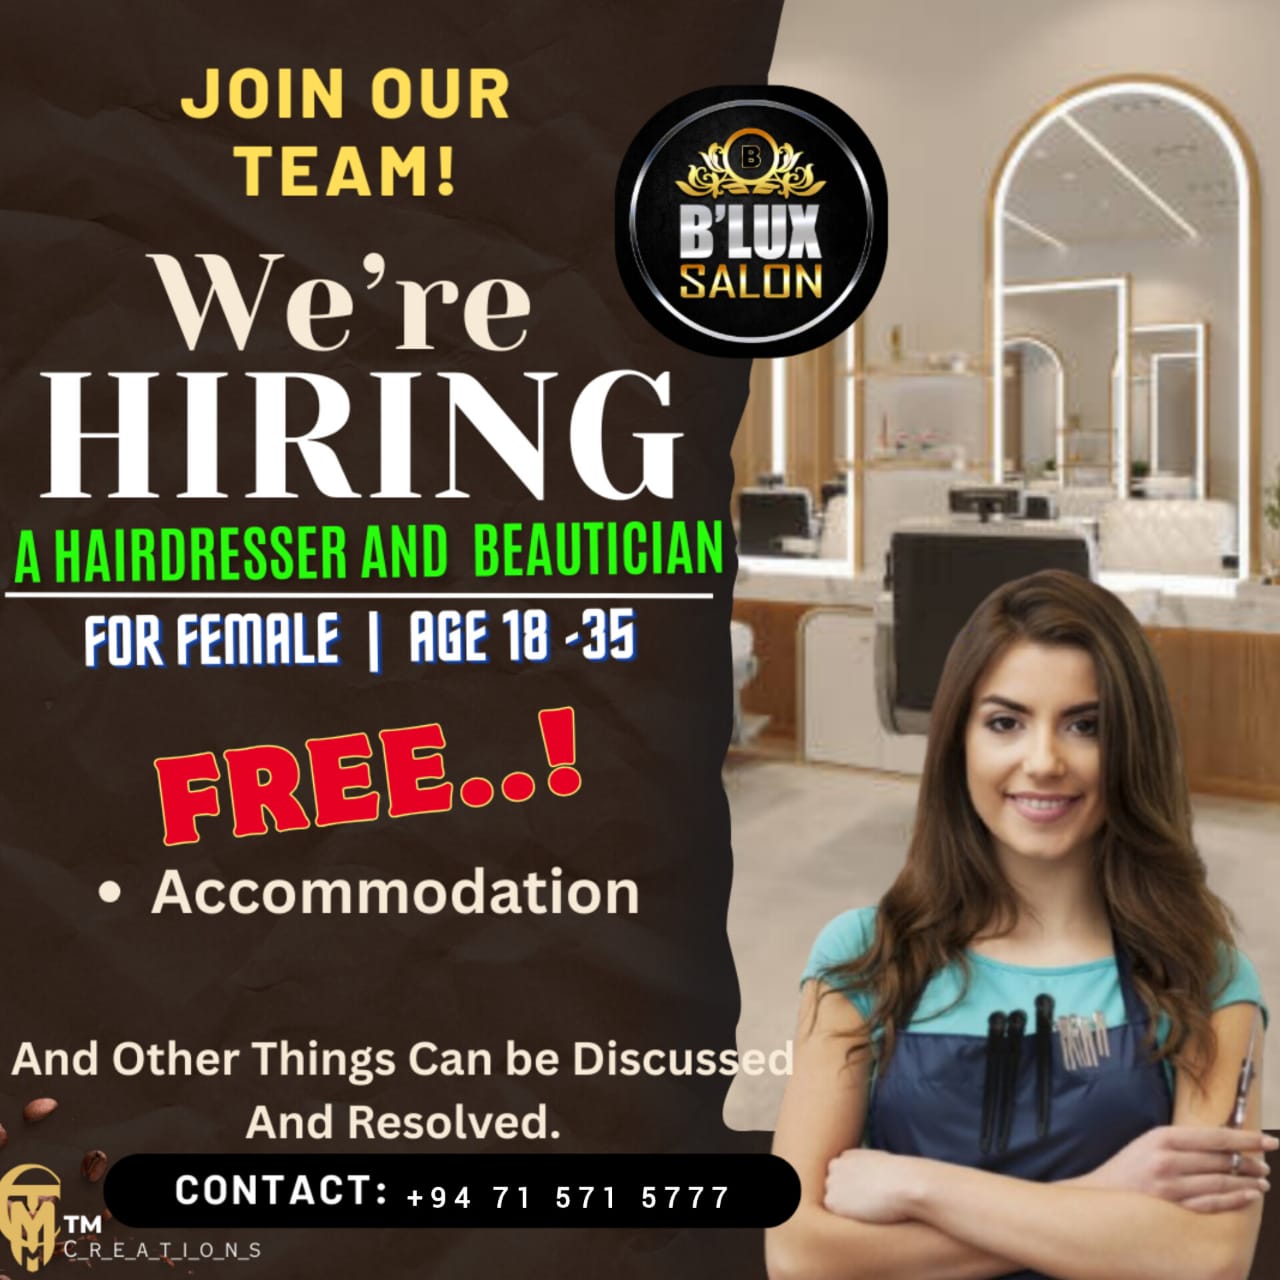 JOIN OUR
TEAM!
B
B'LUX
SALON
We're
HIRING
A HAIRDRESSER AND BEAUTICIAN
FOR FEMALE | AGE 18 -35
FREE..!
• Accommodation
And Other Things Can be Discussed
And Resolved.
CONTACT: +94 71 571 5777
TM
C_R_E_A_T_I_O_N_S